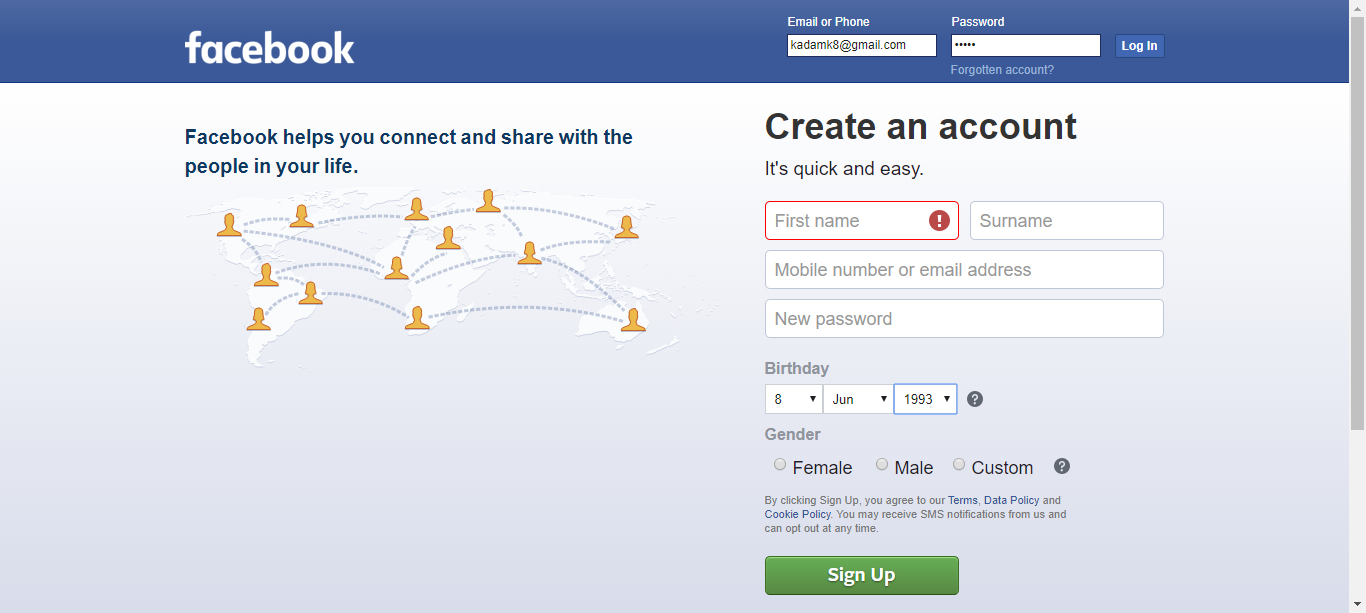 facebook
Email or Phone
Password
kadamk8@gmail.com
•••••
Log In
Forgotten account?
Facebook helps you connect and share with the
people in your life.
Create an account
It's quick and easy.
First name
Surname
Mobile number or email address
New password
Birthday
8
Jun
1993
Gender
Female
Male
Custom
By clicking Sign Up, you agree to our Terms, Data Policy and
Cookie Policy. You may receive SMS notifications from us and
can opt out at any time.
Sign Up